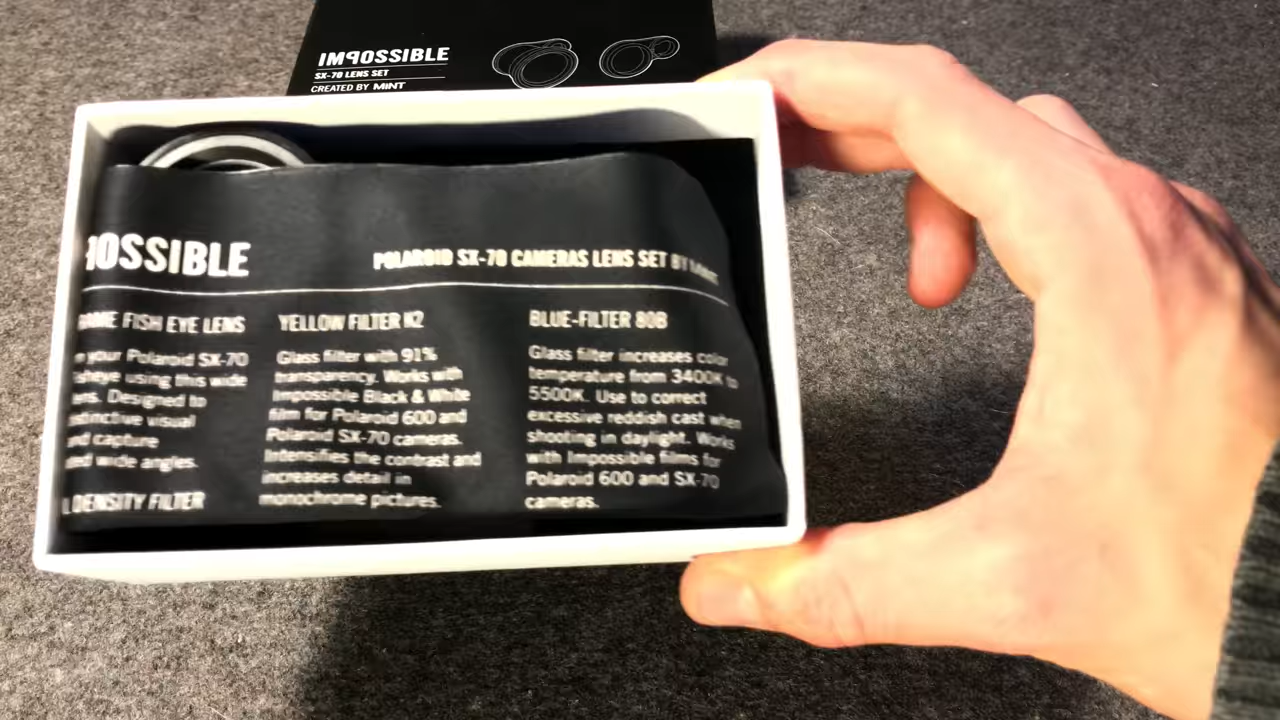 IMPOSSIBLE
SX-70 LENS SET
CREATED BY MINT
POSSIBLE
POLAROID SX-70 CAMERAS LENS SET BY MINT
FISH EYE LENS
your Polaroid SX-70
using this wide
Designed to
visual
capture
wide angles.
DENSITY FILTER
YELLOW FILTER K2
Glass filter with 91%
transparency. Works with
Impossible Black & White
film for Polaroid 600 and
Polaroid SX-70 cameras.
Intensifies the contrast and
increases detail in
monochrome pictures.
BLUE-FILTER 80B
Glass filter increases color
temperature from 3400K to
5500K. Use to correct
excessive reddish cast when
shooting in daylight. Works
with Impossible films for
Polaroid 600 and SX-70
cameras.